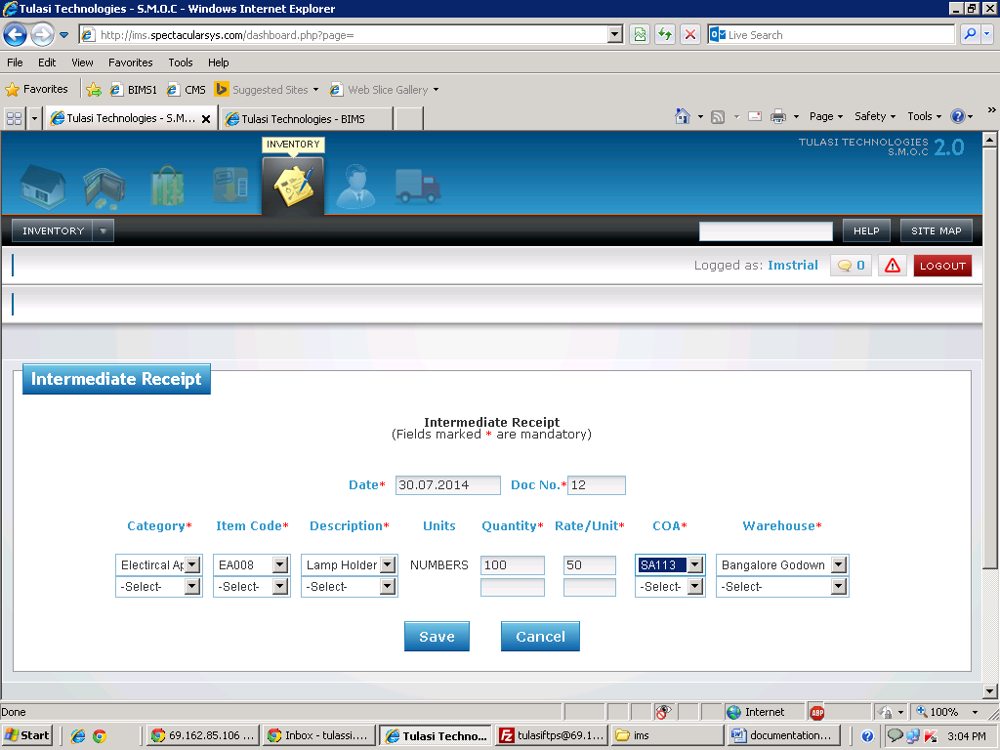 Tulasi Technologies - S.M.O.C - Windows Internet Explorer
http://ims.spectacularsys.com/dashboard.php?page=
Live Search
File Edit View Favorites Tools Help
Favorites BIMS1 CMS Suggested Sites Web Slice Gallery
Tulasi Technologies - S.M... Tulasi Technologies - BIMS Page Safety Tools »
INVENTORY
TULASI TECHNOLOGIES
S.M.O.C 2.0
INVENTORY HELP SITE MAP
Logged as: Imstrial 0 LOGOUT
Intermediate Receipt
Intermediate Receipt
(Fields marked * are mandatory)
Date* 30.07.2014 Doc No.* 12
Category* Item Code* Description* Units Quantity* Rate/Unit* COA* Warehouse*
Electircal Ap EA008 Lamp Holder NUMBERS 100 50 SA113 Bangalore Godown
-Select- -Select- -Select- -Select- -Select-
Save Cancel
Done Internet ABP 100%
Start 69.162.85.106 ... Inbox - tulassi.... Tulasi Techno... tulasiftps@69.1... ims documentation... 3:04 PM